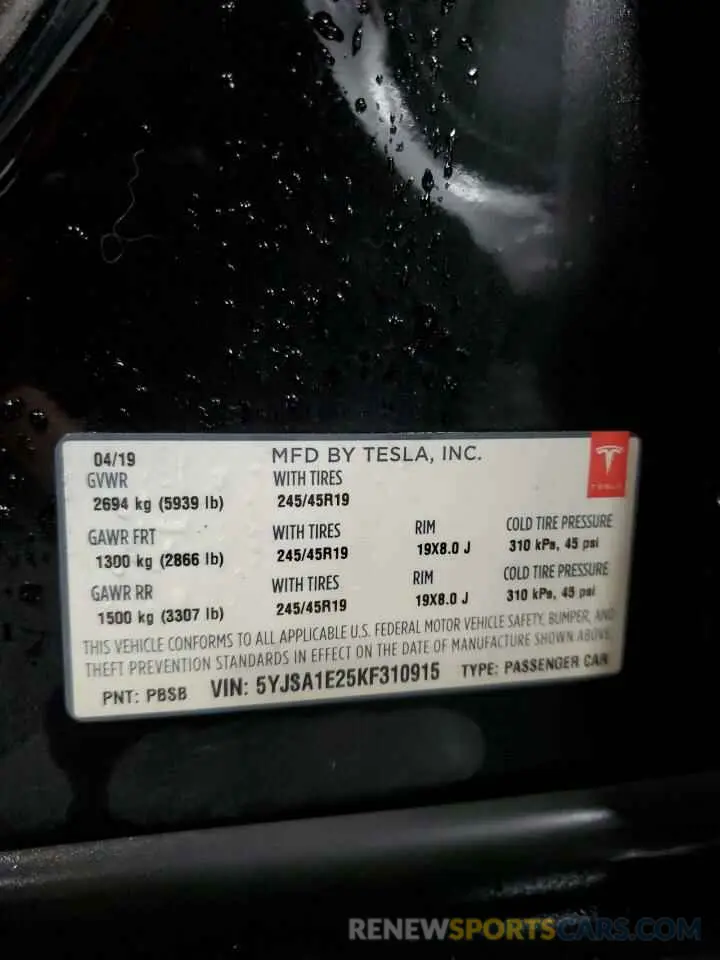 04/19 MFD BY TESLA, INC.
GVWR WITH TIRES
2694 kg (5939 lb) 245/45R19
TESLA
GAWR FRT WITH TIRES RIM COLD TIRE PRESSURE
1300 kg (2866 lb) 245/45R19 19X8.0 J 310 kPa, 45 psi
GAWR RR WITH TIRES RIM COLD TIRE PRESSURE
1500 kg (3307 lb) 245/45R19 19X8.0 J 310 kPa, 45 psi
THIS VEHICLE CONFORMS TO ALL APPLICABLE U.S. FEDERAL MOTOR VEHICLE SAFETY, BUMPER, AND
THEFT PREVENTION STANDARDS IN EFFECT ON THE DATE OF MANUFACTURE SHOWN ABOVE.
PNT: PBSB VIN: 5YJSA1E25KF310915 TYPE: PASSENGER CAR
RENEWSPORTSCARS.COM